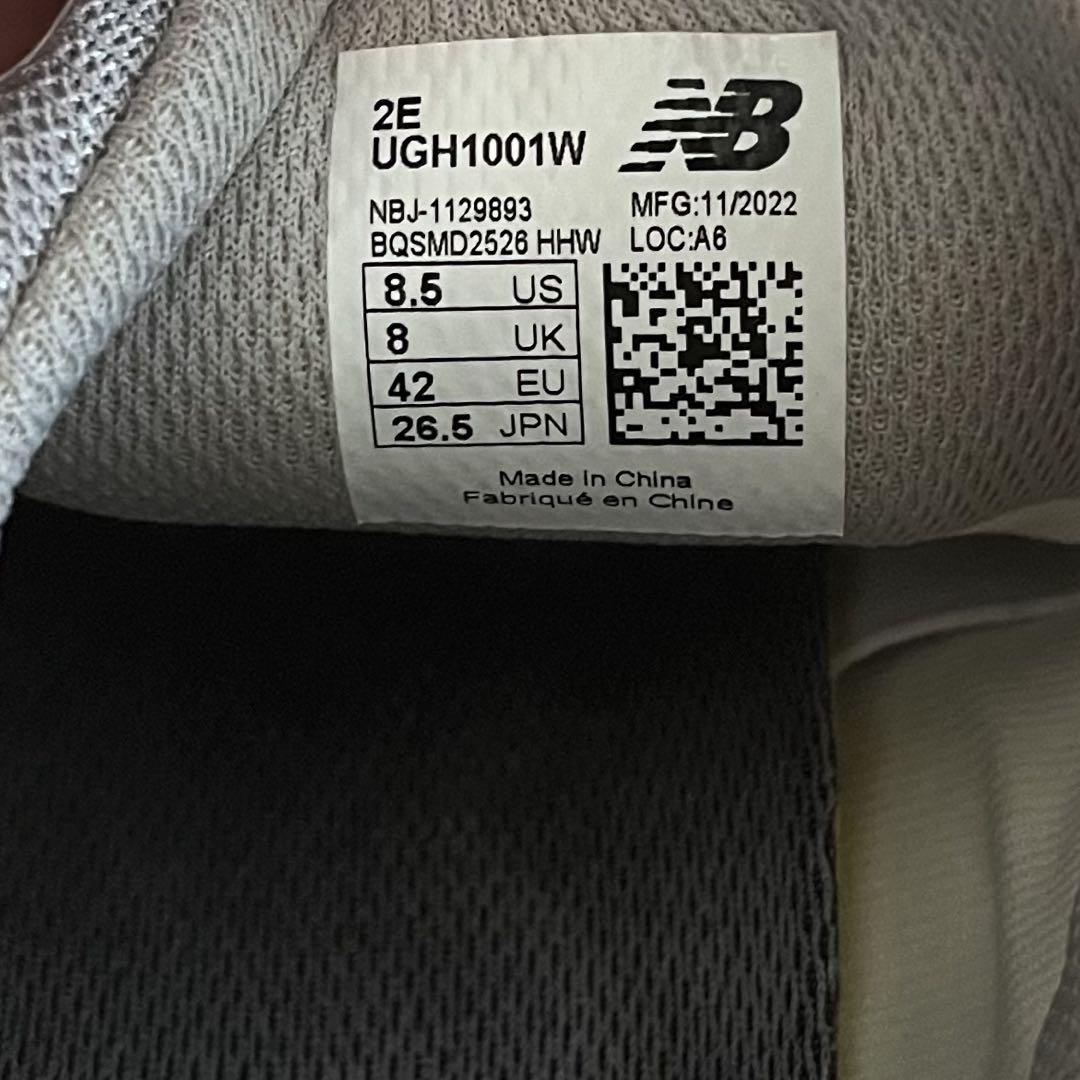 2E
UGH1001W
NB
NBJ-1129893
MFG:11/2022
BQSMD2526 HHW
LOC:A6
8.5 US
8 UK
42 EU
26.5 JPN
Made in China
Fabriqué en Chine